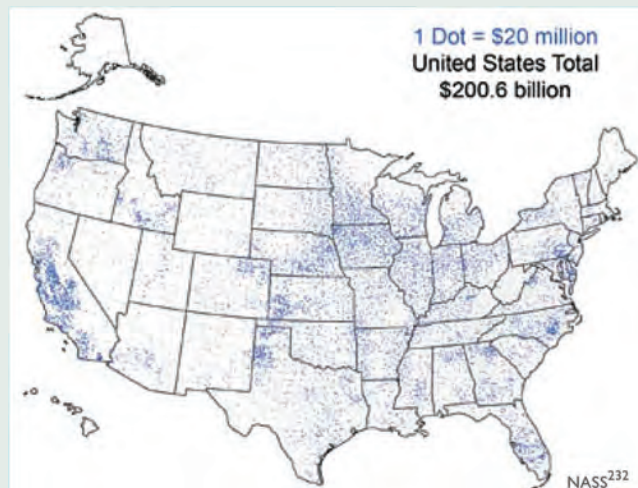 1 Dot = $20 million
United States Total
$200.6 billion
NASS232